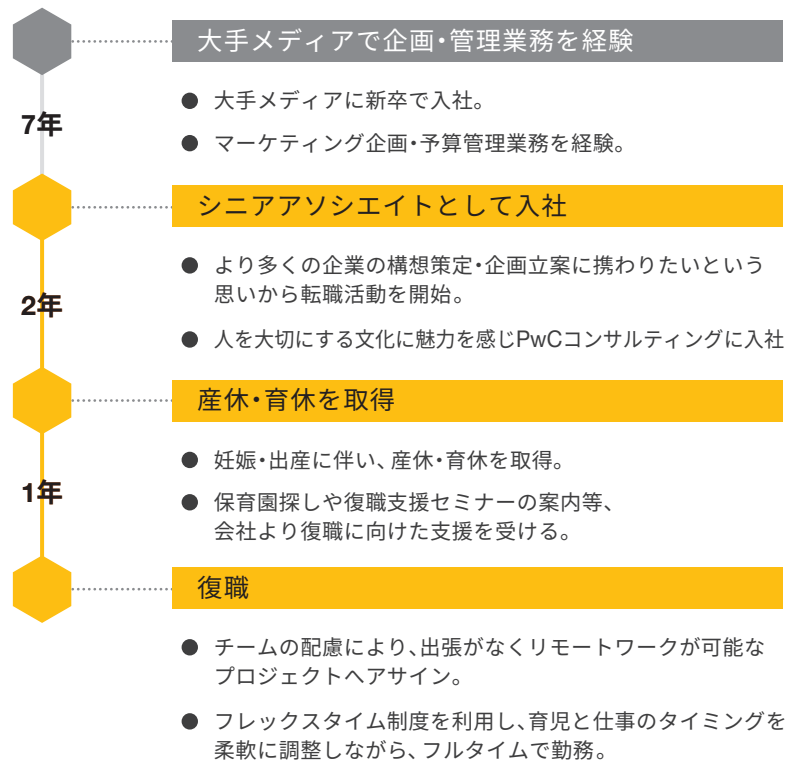 大手メディアで企画・管理業務を経験
● 大手メディアに新卒で入社。
7年
● マーケティング企画・予算管理業務を経験。
シニアアソシエイトとして入社
● より多くの企業の構想策定・企画立案に携わりたいという
思いから転職活動を開始。
2年
● 人を大切にする文化に魅力を感じPwCコンサルティングに入社
産休・育休を取得
● 妊娠・出産に伴い、産休・育休を取得。
1年
● 保育園探しや復職支援セミナーの案内等、
会社より復職に向けた支援を受ける。
復職
● チームの配慮により、出張がなくリモートワークが可能な
プロジェクトへアサイン。
● フレックスタイム制度を利用し、育児と仕事のタイミングを
柔軟に調整しながら、フルタイムで勤務。